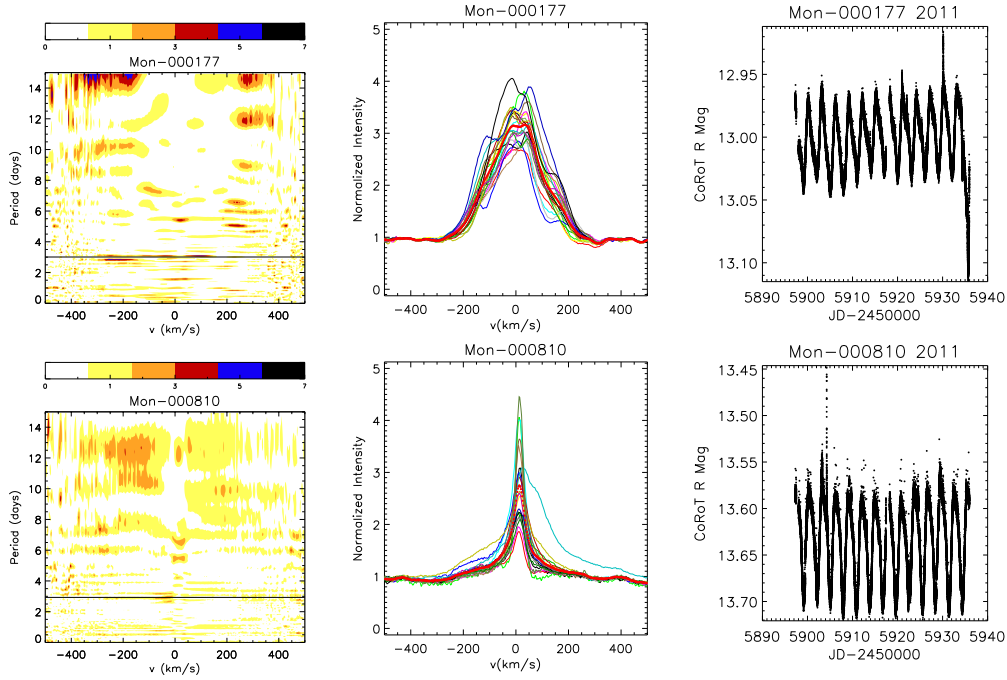 0 1 3 5 7
Mon-000177
Period (days)
14
12
10
8
6
4
2
0
-400 -200 0 200 400
v (km/s)
Mon-000177
Normalized Intensity
5
4
3
2
1
0
-400 -200 0 200 400
v(km/s)
Mon-000177 2011
CoRoT R Mag
12.95
13.00
13.05
13.10
5890 5900 5910 5920 5930 5940
JD-2450000
0 1 3 5 7
Mon-000810
Period (days)
14
12
10
8
6
4
2
0
-400 -200 0 200 400
v (km/s)
Mon-000810
Normalized Intensity
5
4
3
2
1
0
-400 -200 0 200 400
v(km/s)
Mon-000810 2011
CoRoT R Mag
13.45
13.50
13.55
13.60
13.65
13.70
5890 5900 5910 5920 5930 5940
JD-2450000